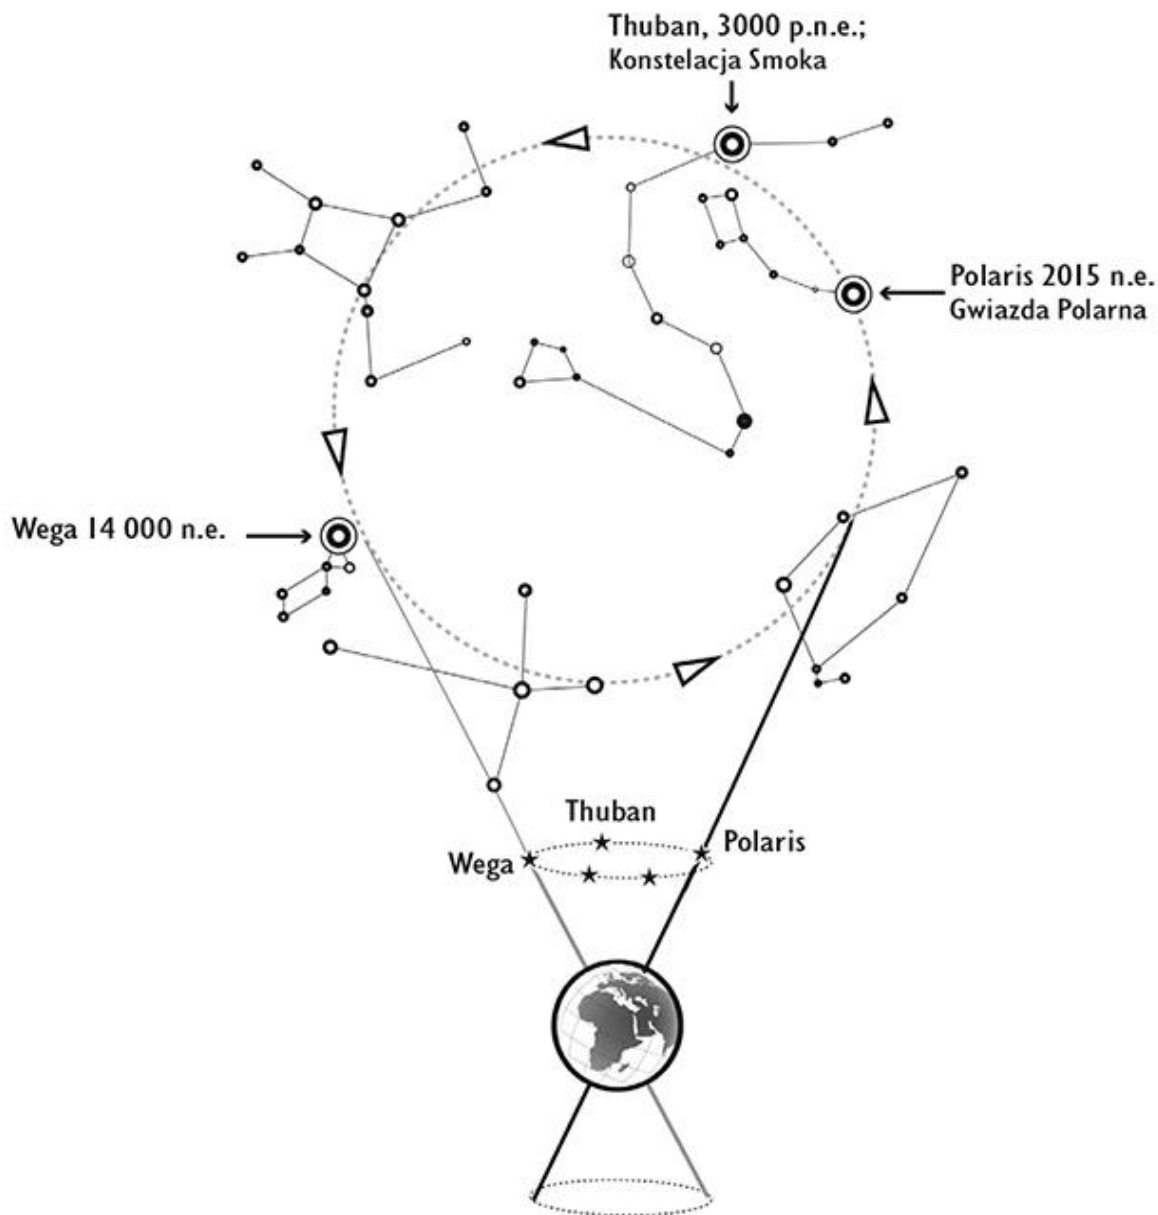 Thuban, 3000 p.n.e.;
Konstelacja Smoka
Polaris 2015 n.e.
Gwiazda Polarna
Wega 14 000 n.e.
Thuban
Polaris
Wega